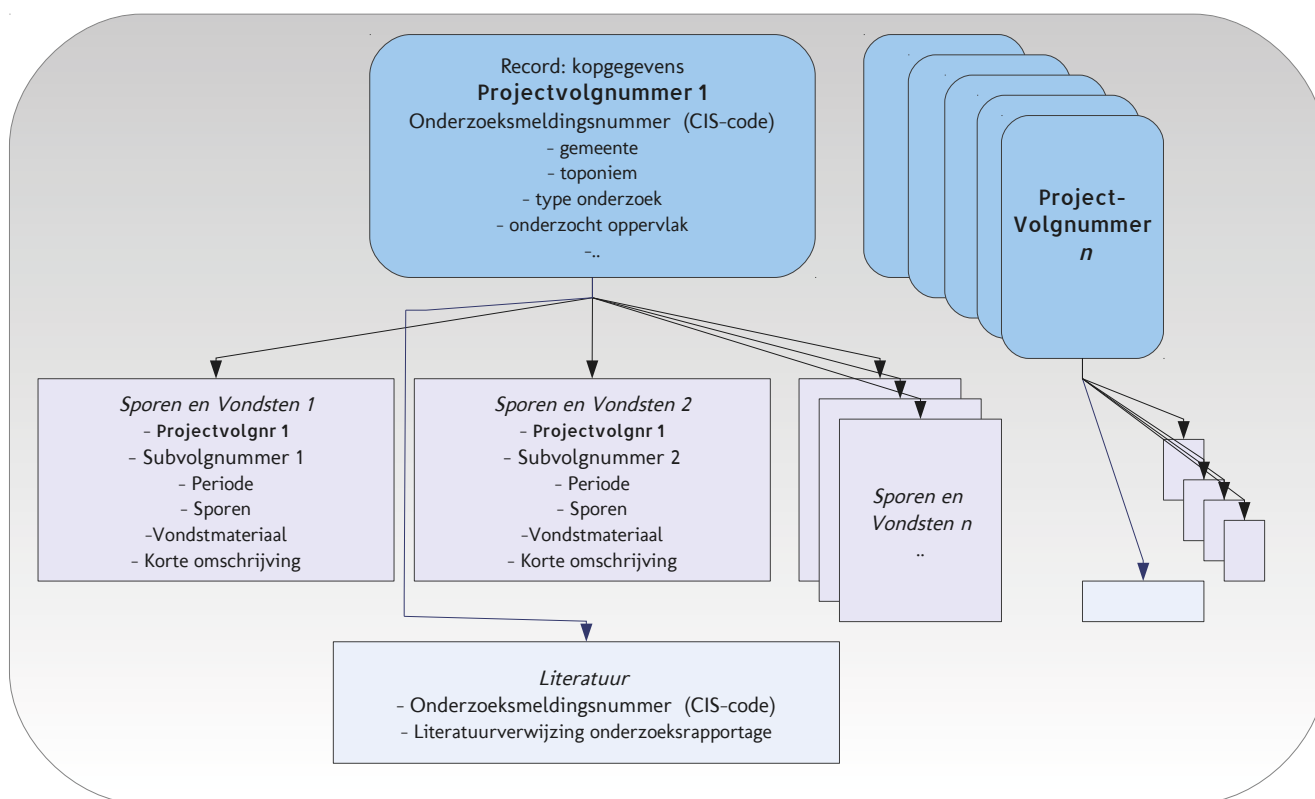 Record: kopgegevens
Projectvolgnummer 1
Onderzoeksmeldingsnummer (CIS-code)
- gemeente
- toponiem
- type onderzoek
- onderzocht oppervlak
-..
Project-
Volgnummer
n
Sporen en Vondsten 1
- Projectvolgnr 1
- Subvolgnummer 1
- Periode
- Sporen
-Vondstmateriaal
- Korte omschrijving
Sporen en Vondsten 2
- Projectvolgnr 1
- Subvolgnummer 2
- Periode
- Sporen
-Vondstmateriaal
- Korte omschrijving
Sporen en
Vondsten n
..
Literatuur
- Onderzoeksmeldingsnummer (CIS-code)
- Literatuurverwijzing onderzoeksrapportage